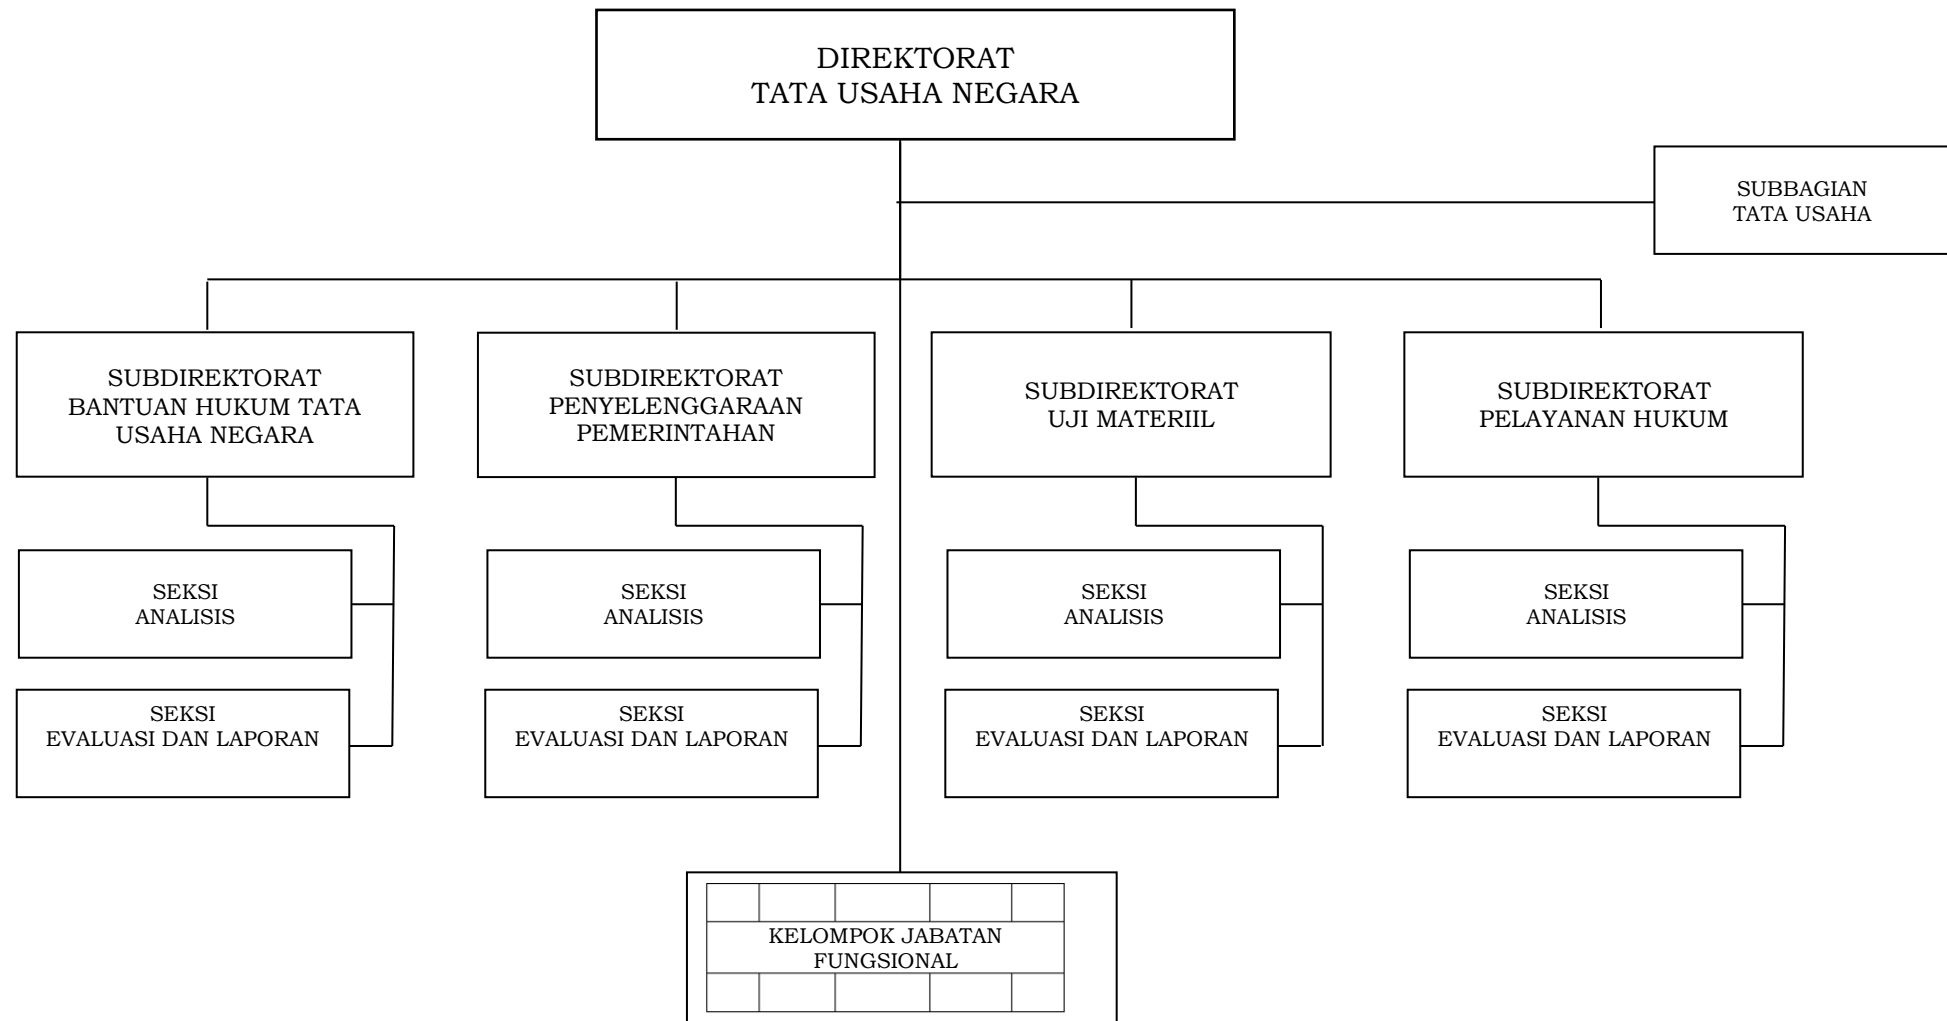 DIREKTORAT
TATA USAHA NEGARA
SUBBAGIAN
TATA USAHA
SUBDIREKTORAT
BANTUAN HUKUM TATA
USAHA NEGARA
SUBDIREKTORAT
PENYELENGGARAAN
PEMERINTAHAN
SUBDIREKTORAT
UJI MATERIIL
SUBDIREKTORAT
PELAYANAN HUKUM
SEKSI
ANALISIS
SEKSI
ANALISIS
SEKSI
ANALISIS
SEKSI
ANALISIS
SEKSI
EVALUASI DAN LAPORAN
SEKSI
EVALUASI DAN LAPORAN
SEKSI
EVALUASI DAN LAPORAN
SEKSI
EVALUASI DAN LAPORAN
KELOMPOK JABATAN
FUNGSIONAL